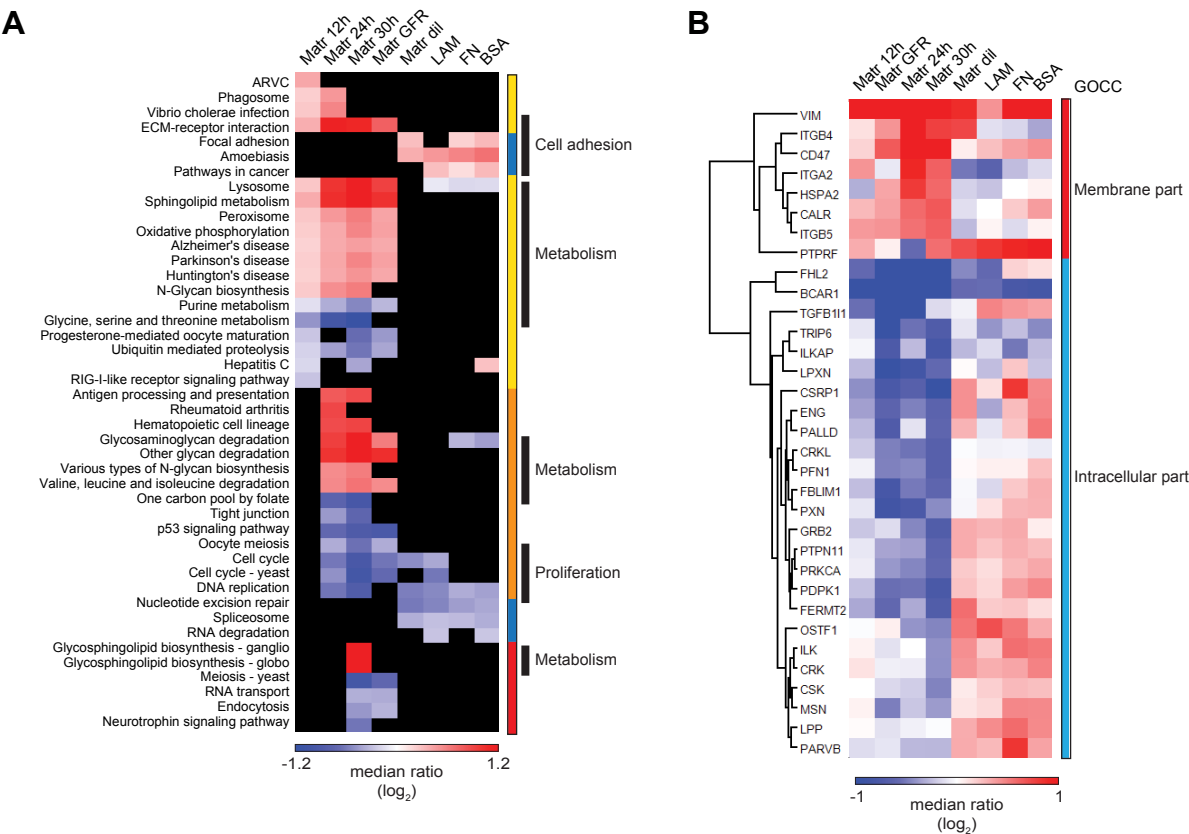 A
Matr 12h
Matr 24h
Matr 30h
Matr GFR
Matr dil
LAM
FN
BSA
ARVC
Phagosome
Vibrio cholerae infection
ECM-receptor interaction
Focal adhesion
Amoebiasis
Pathways in cancer
Lysosome
Sphingolipid metabolism
Peroxisome
Oxidative phosphorylation
Alzheimer's disease
Parkinson's disease
Huntington's disease
N-Glycan biosynthesis
Purine metabolism
Glycine, serine and threonine metabolism
Progesterone-mediated oocyte maturation
Ubiquitin mediated proteolysis
Hepatitis C
RIG-I-like receptor signaling pathway
Antigen processing and presentation
Rheumatoid arthritis
Hematopoietic cell lineage
Glycosaminoglycan degradation
Other glycan degradation
Various types of N-glycan biosynthesis
Valine, leucine and isoleucine degradation
One carbon pool by folate
Tight junction
p53 signaling pathway
Oocyte meiosis
Cell cycle
Cell cycle - yeast
DNA replication
Nucleotide excision repair
Spliceosome
RNA degradation
Glycosphingolipid biosynthesis - ganglio
Glycosphingolipid biosynthesis - globo
Meiosis - yeast
RNA transport
Endocytosis
Neurotrophin signaling pathway
Cell adhesion
Metabolism
Metabolism
Proliferation
Metabolism
-1.2 1.2
median ratio
(log2)
B
Matr 12h
Matr GFR
Matr 24h
Matr 30h
Matr dil
LAM
FN
BSA
GOCC
VIM
ITGB4
CD47
ITGA2
HSPA2
CALR
ITGB5
PTPRF
FHL2
BCAR1
TGFB1I1
TRIP6
ILKAP
LPXN
CSRP1
ENG
PALLD
CRKL
PFN1
FBLIM1
PXN
GRB2
PTPN11
PRKCA
PDPK1
FERMT2
OSTF1
ILK
CRK
CSK
MSN
LPP
PARVB
Membrane part
Intracellular part
-1 1
median ratio
(log2)